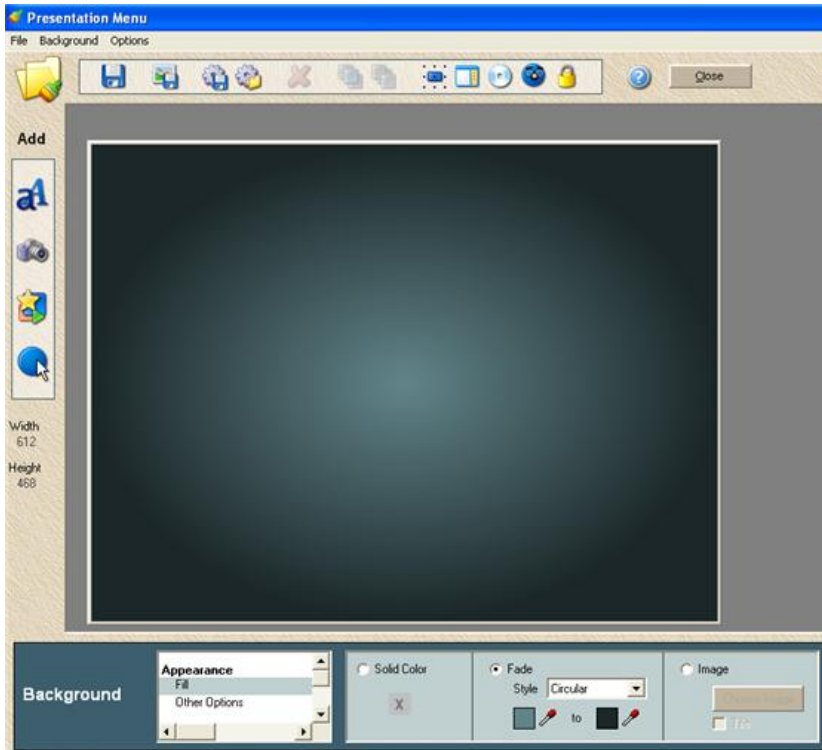 Presentation Menu
File Background Options
Close
Add
aA
Width
612
Height
468
Background
Appearance
Fill
Other Options
Solid Color
X
Fade
Style Circular
to
Image